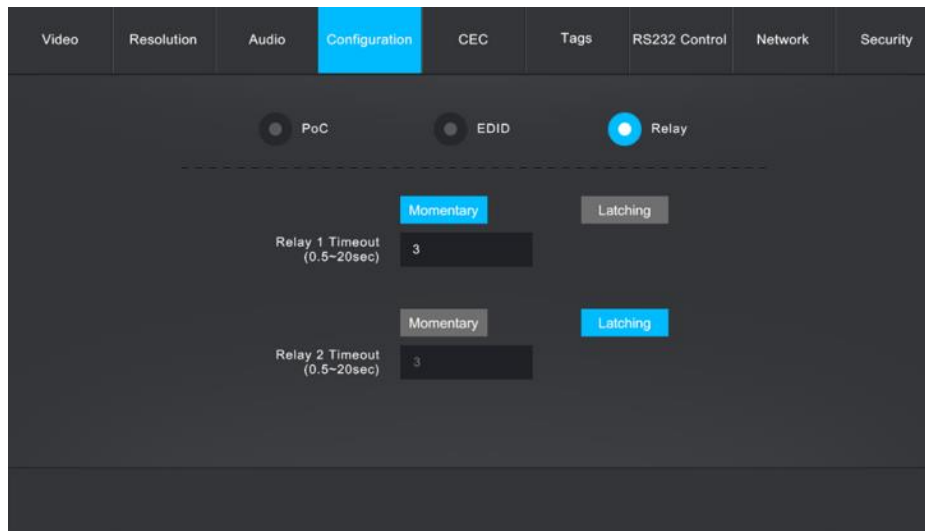 Video Resolution Audio Configuration CEC Tags RS232 Control Network Security
PoC EDID Relay
Momentary Latching
Relay 1 Timeout
(0.5~20sec)
3
Momentary Latching
Relay 2 Timeout
(0.5~20sec)
3